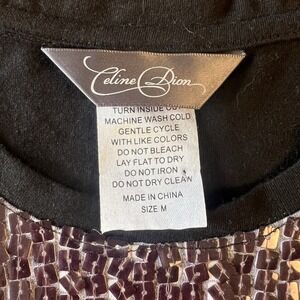 Celine Dion
TURN INSIDE OUT
MACHINE WASH COLD
GENTLE CYCLE
WITH LIKE COLORS
DO NOT BLEACH
LAY FLAT TO DRY
DO NOT IRON
DO NOT DRY CLEAN
MADE IN CHINA
SIZE M